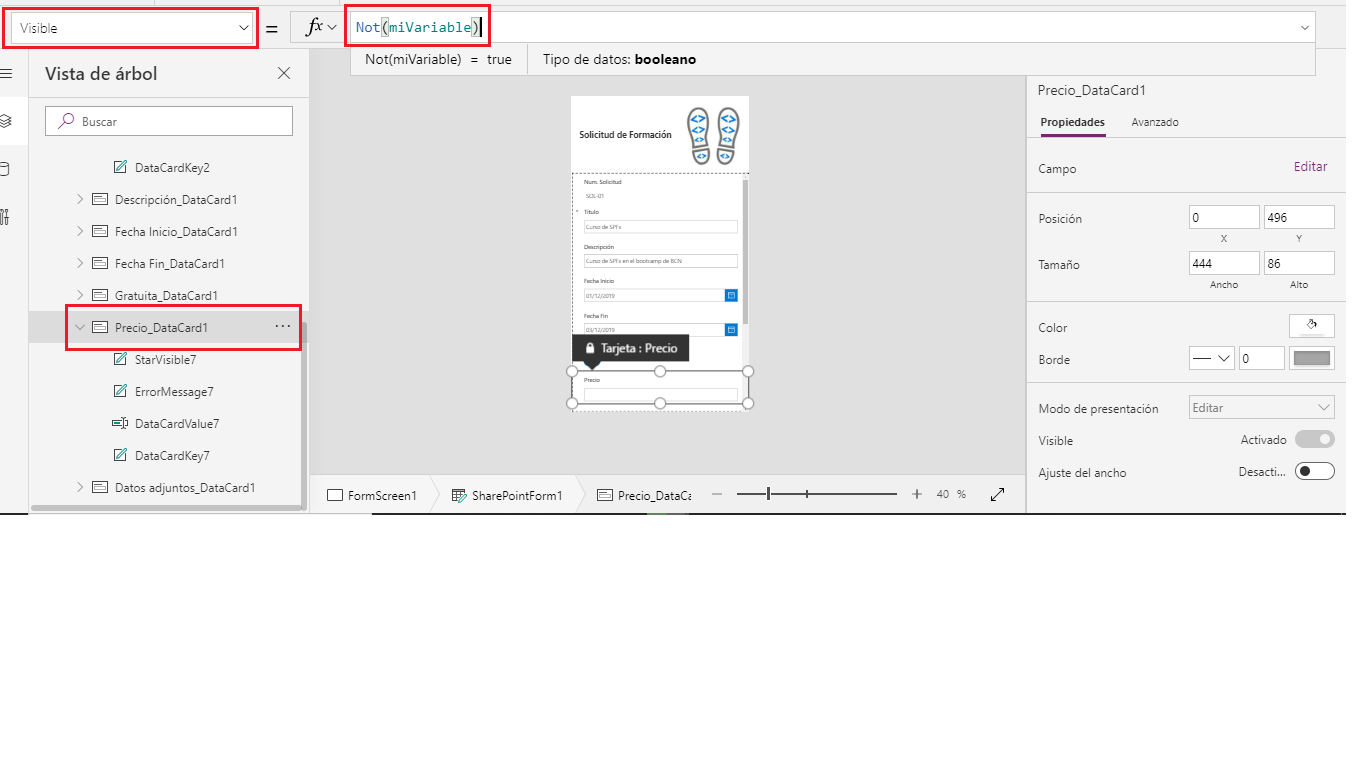 Visible
=
fx
Not(miVariable)
Not(miVariable) = true
Tipo de datos: booleano
Vista de árbol
Buscar
DataCardKey2
Descripción_DataCard1
Fecha Inicio_DataCard1
Fecha Fin_DataCard1
Gratuita_DataCard1
Precio_DataCard1
...
StarVisible7
ErrorMessage7
DataCardValue7
DataCardKey7
Datos adjuntos_DataCard1
Solicitud de Formación
Num. Solicitud
SOL-01
* Título
Curso de SPFx
Descripción
Curso de SPFx en el bootcamp de BCN
Fecha Inicio
01/12/2019
Fecha Fin
03/12/2019
Tarjeta : Precio
Precio
FormScreen1
SharePointForm1
Precio_DataCa
40 %
Precio_DataCard1
Propiedades
Avanzado
Campo
Editar
Posición
0
496
X
Y
Tamaño
444
86
Ancho
Alto
Color
Borde
0
Modo de presentación
Editar
Visible
Activado
Ajuste del ancho
Desacti...